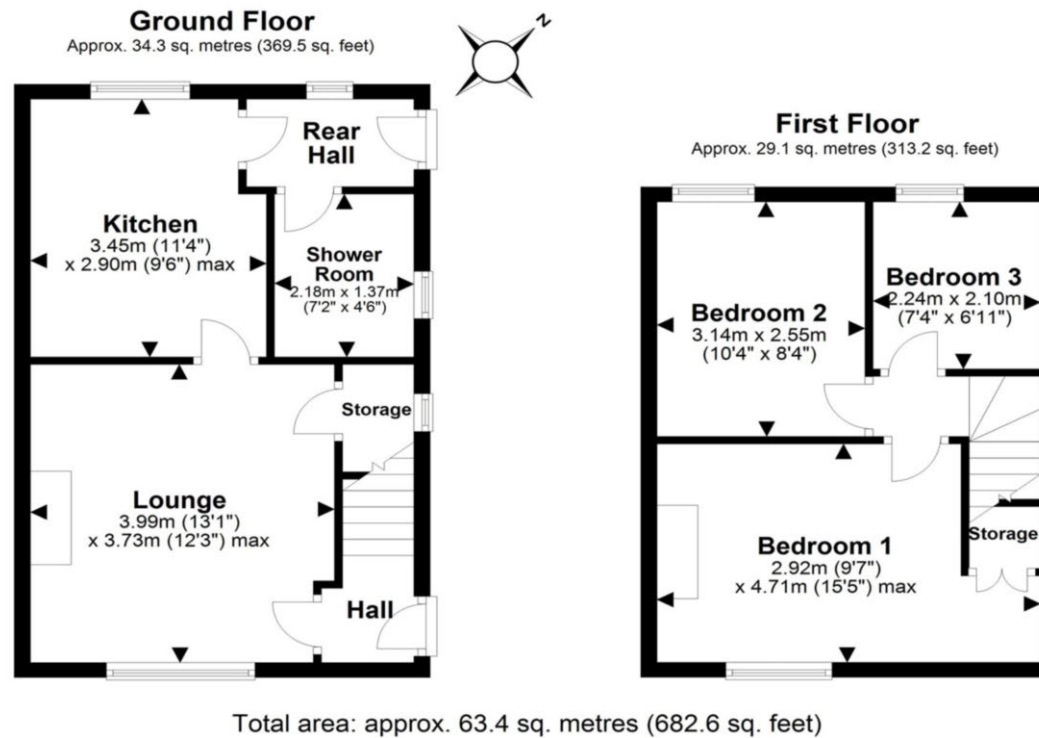 Ground Floor
Approx. 34.3 sq. metres (369.5 sq. feet)
N
Rear
Hall
Kitchen
3.45m (11'4")
x 2.90m (9'6") max
Shower
Room
2.18m x 1.37m
(7'2" x 4'6")
Storage
Lounge
3.99m (13'1")
x 3.73m (12'3") max
Hall
First Floor
Approx. 29.1 sq. metres (313.2 sq. feet)
Bedroom 3
2.24m x 2.10m
(7'4" x 6'11")
Bedroom 2
3.14m x 2.55m
(10'4" x 8'4")
Storage
Bedroom 1
2.92m (9'7")
x 4.71m (15'5") max
Total area: approx. 63.4 sq. metres (682.6 sq. feet)